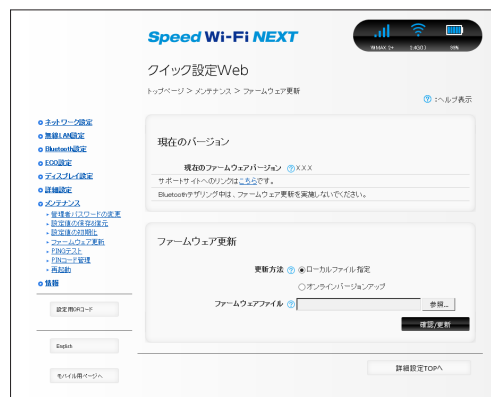 Speed Wi-Fi NEXT
WiMAX 2+
2.4G(1)
99%
クイック設定Web
トップページ > メンテナンス > ファームウェア更新
:ヘルプ表示
ネットワーク設定
無線LAN設定
Bluetooth設定
ECO設定
ディスプレイ設定
詳細設定
メンテナンス
管理者パスワードの変更
設定値の保存&復元
設定値の初期化
ファームウェア更新
PINGテスト
PINコード管理
再起動
情報
設定用QRコード
English
モバイル用ページへ
現在のバージョン
現在のファームウェアバージョン ? X.X.X
サポートサイトへのリンクはこちらです。
Bluetoothテザリング中は、ファームウェア更新を実施しないでください。
ファームウェア更新
更新方法 ? ローカルファイル指定
オンラインバージョンアップ
ファームウェアファイル ? 参照...
確認/更新
詳細設定TOPへ